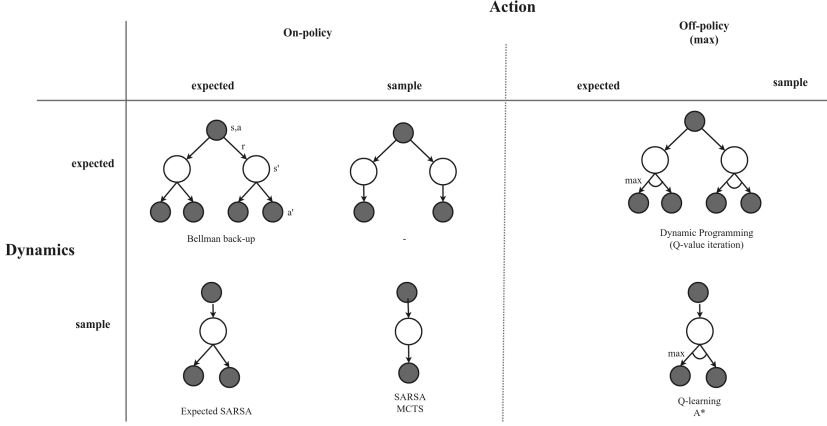 Action
On-policy
Off-policy
(max)
expected
sample
expected
sample
expected
s,a
r
s'
a'
max
Bellman back-up
-
Dynamic Programming
(Q-value iteration)
Dynamics
sample
max
Expected SARSA
SARSA
MCTS
Q-learning
A*